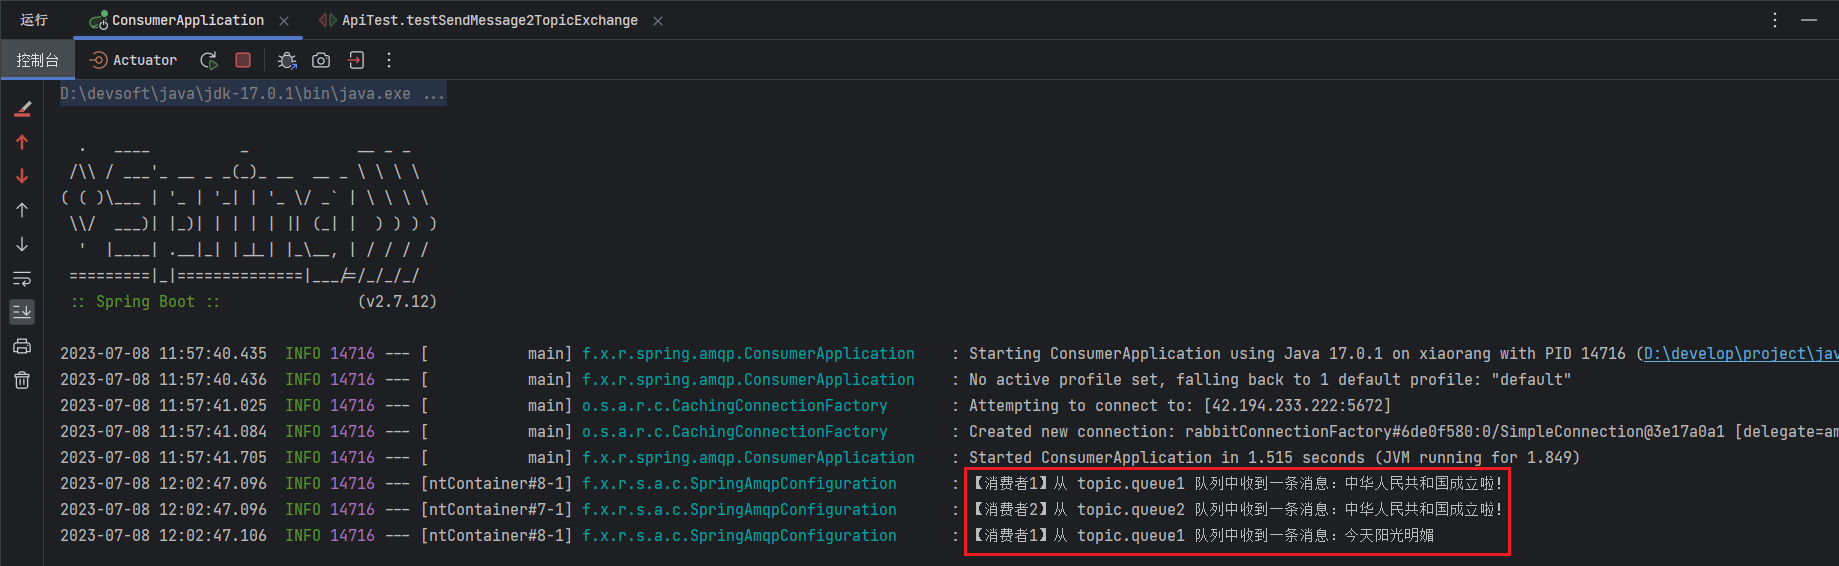 运行 ConsumerApplication ApiTest.testSendMessage2TopicExchange
控制台 Actuator
D:\devsoft\java\jdk-17.0.1\bin\java.exe ...
  .   ____          _            __ _ _
 /\\ / ___'_ __ _ _(_)_ __  __ _ \ \ \ \
( ( )\___ | '_ | '_| | '_ \/ _` | \ \ \ \
 \\/  ___)| |_)| | | | | || (_| |  ) ) ) )
  '  |____| .__|_| |_|_| |_\__, | / / / /
 =========|_|==============|___/=/_/_/_/
 :: Spring Boot ::               (v2.7.12)
2023-07-08 11:57:40.435  INFO 14716 --- [           main] f.x.r.spring.amqp.ConsumerApplication    : Starting ConsumerApplication using Java 17.0.1 on xiaorang with PID 14716 (D:\develop\project\jav
2023-07-08 11:57:40.436  INFO 14716 --- [           main] f.x.r.spring.amqp.ConsumerApplication    : No active profile set, falling back to 1 default profile: "default"
2023-07-08 11:57:41.025  INFO 14716 --- [           main] o.s.a.r.c.CachingConnectionFactory       : Attempting to connect to: [42.194.233.222:5672]
2023-07-08 11:57:41.084  INFO 14716 --- [           main] o.s.a.r.c.CachingConnectionFactory       : Created new connection: rabbitConnectionFactory#6de0f580:0/SimpleConnection@3e17a0a1 [delegate=am
2023-07-08 11:57:41.705  INFO 14716 --- [           main] f.x.r.spring.amqp.ConsumerApplication    : Started ConsumerApplication in 1.515 seconds (JVM running for 1.849)
2023-07-08 12:02:47.096  INFO 14716 --- [ntContainer#8-1] f.x.r.s.a.c.SpringAmqpConfiguration      : 【消费者1】从 topic.queue1 队列中收到一条消息：中华人民共和国成立啦！
2023-07-08 12:02:47.096  INFO 14716 --- [ntContainer#7-1] f.x.r.s.a.c.SpringAmqpConfiguration      : 【消费者2】从 topic.queue2 队列中收到一条消息：中华人民共和国成立啦！
2023-07-08 12:02:47.106  INFO 14716 --- [ntContainer#8-1] f.x.r.s.a.c.SpringAmqpConfiguration      : 【消费者1】从 topic.queue1 队列中收到一条消息：今天阳光明媚